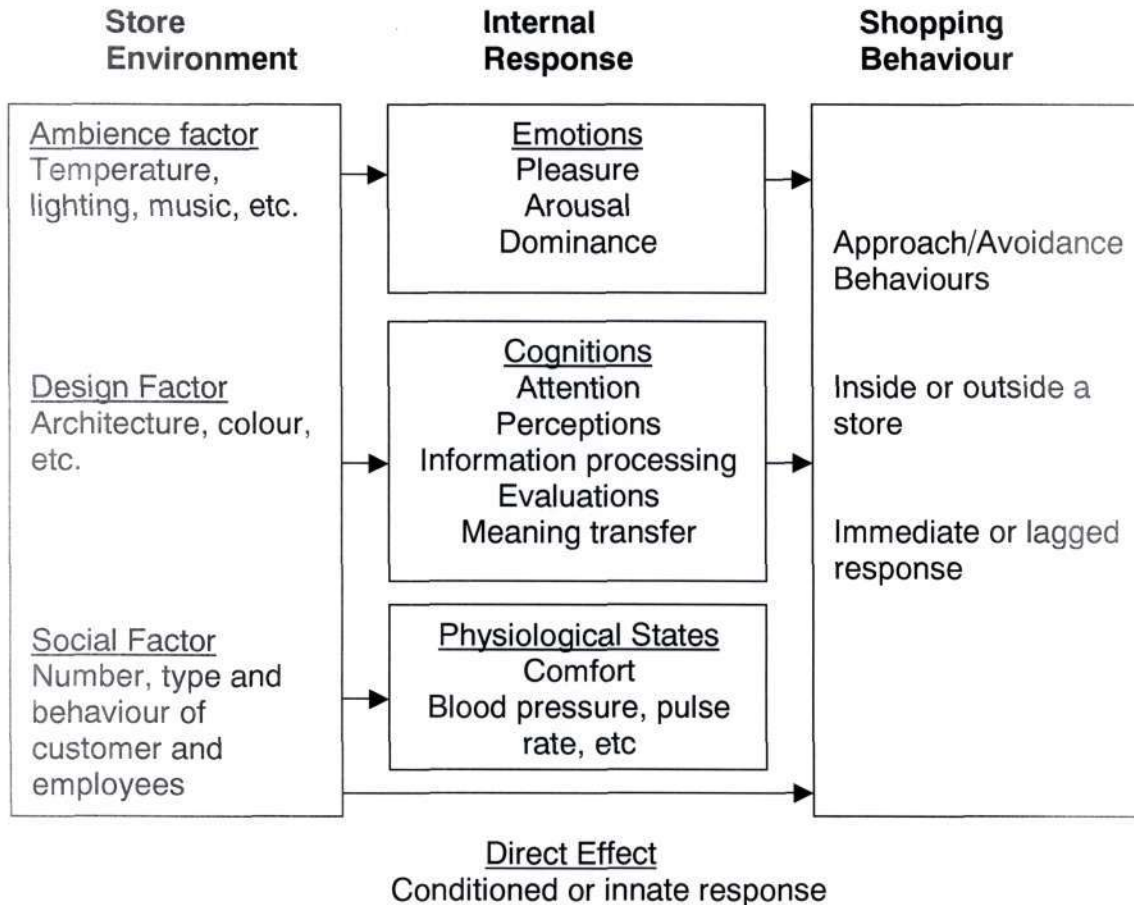 Store
Environment
Internal
Response
Shopping
Behaviour
Ambience factor
Temperature,
lighting, music, etc.
Design Factor
Architecture, colour,
etc.
Social Factor
Number, type and
behaviour of
customer and
employees
Emotions
Pleasure
Arousal
Dominance
Cognitions
Attention
Perceptions
Information processing
Evaluations
Meaning transfer
Physiological States
Comfort
Blood pressure, pulse
rate, etc
Approach/Avoidance
Behaviours
Inside or outside a
store
Immediate or lagged
response
Direct Effect
Conditioned or innate response